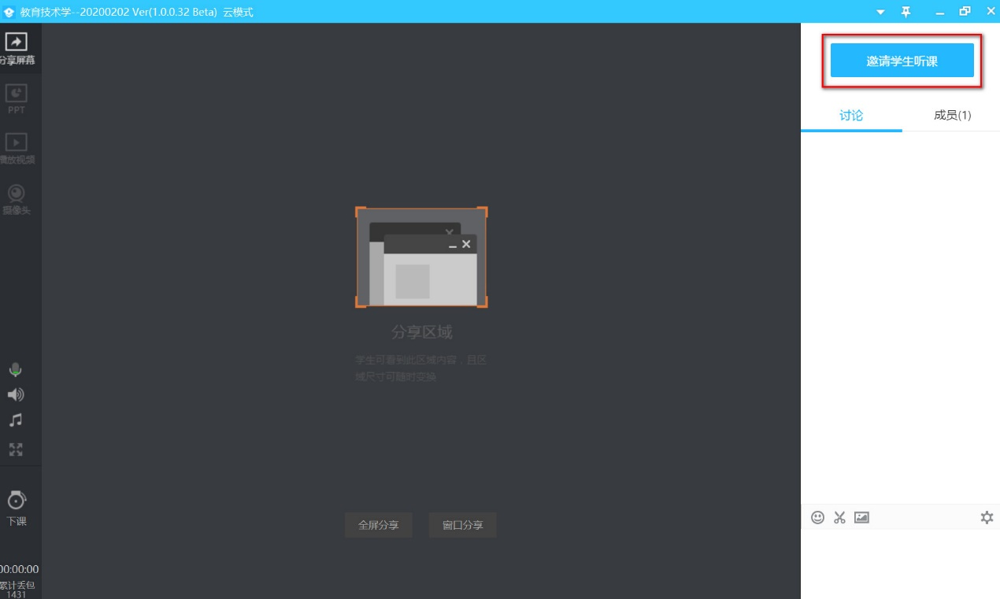 教育技术学--20200202 Ver(1.0.0.32 Beta) 云模式
分享屏幕
PPT
播放视频
摄像头
下课
00:00:00
累计丢包
1431
分享区域
学生可看到此区域内容，且区
域尺寸可随时变换
全屏分享
窗口分享
邀请学生听课
讨论
成员(1)